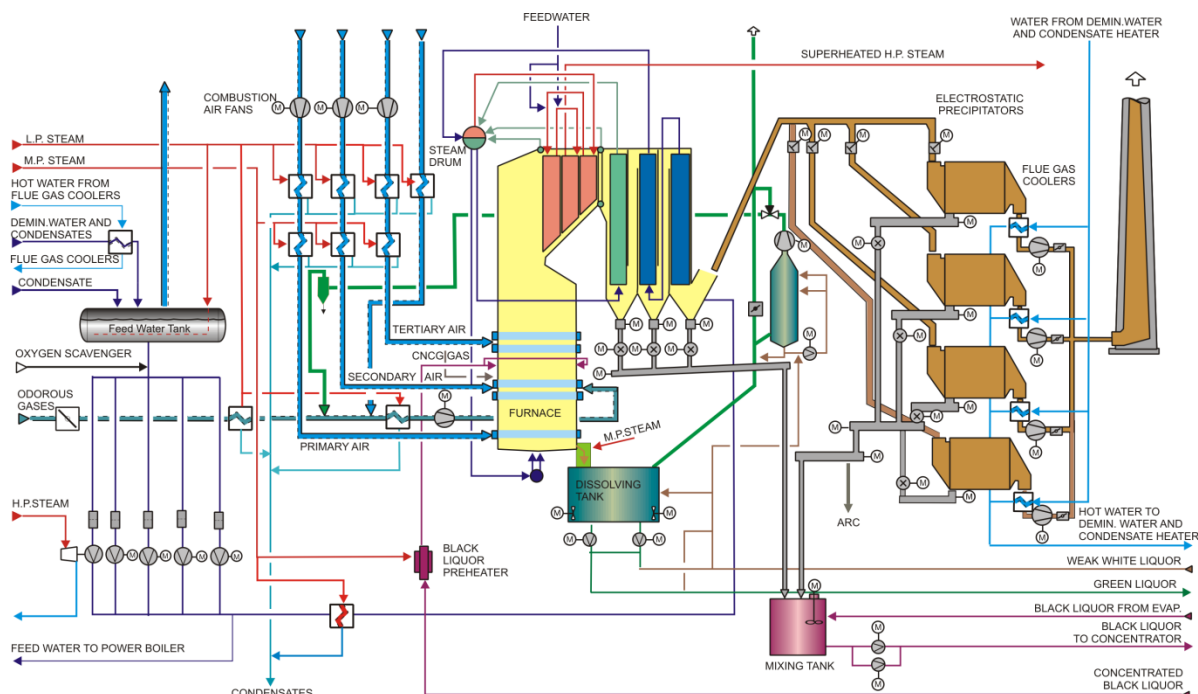 FEEDWATER
WATER FROM DEMIN.WATER
AND CONDENSATE HEATER
SUPERHEATED H.P. STEAM
COMBUSTION
AIR FANS
M
M
M
M
ELECTROSTATIC
PRECIPITATORS
M
M
M
M
L.P. STEAM
STEAM
DRUM
M.P. STEAM
FLUE GAS
COOLERS
HOT WATER FROM
FLUE GAS COOLERS
DEMIN.WATER AND
CONDENSATES
FLUE GAS COOLERS
CONDENSATE
M
M
M
M
M
M
Feed Water Tank
TERTIARY AIR
M
M
M
M
M
M
M
M
M
OXYGEN SCAVENGER
CNCG GAS
SECONDARY AIR
M
M
M
ODOROUS
GASES
M
FURNACE
M
M
PRIMARY AIR
M.P.STEAM
M
M
DISSOLVING
TANK
M
M
M
M
H.P.STEAM
ARC
M
M
HOT WATER TO
DEMIN. WATER AND
CONDENSATE HEATER
M
M
M
M
M
M
BLACK
LIQUOR
PREHEATER
WEAK WHITE LIQUOR
GREEN LIQUOR
M
BLACK LIQUOR FROM EVAP.
BLACK LIQUOR
TO CONCENTRATOR
M
M
FEED WATER TO POWER BOILER
MIXING TANK
CONCENTRATED
BLACK LIQUOR
CONDENSATES